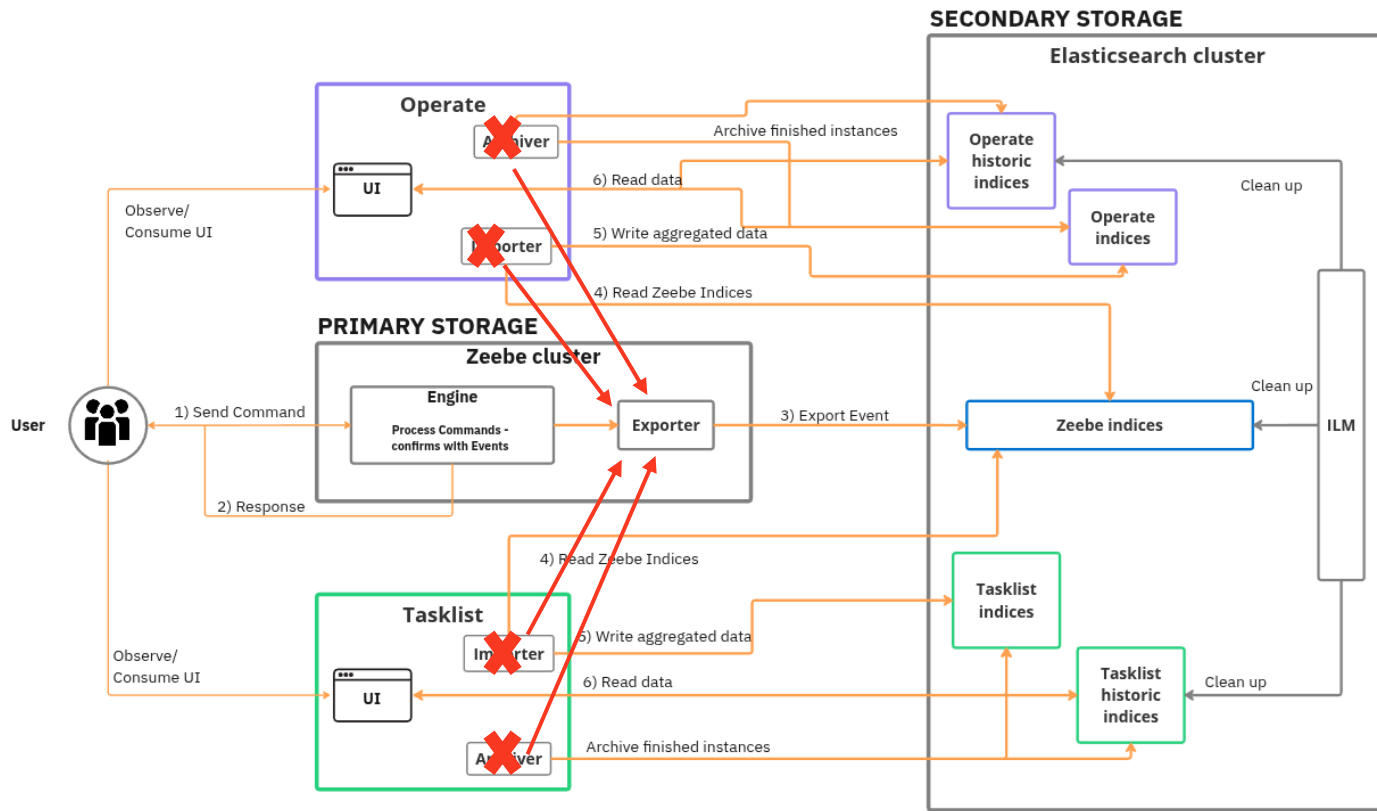 SECONDARY STORAGE
Elasticsearch cluster
Operate
Archive finished instances
Operate
historic
indices
UI
6) Read data
Clean up
Observe/
Consume UI
Operate
indices
5) Write aggregated data
4) Read Zeebe Indices
PRIMARY STORAGE
Zeebe cluster
Engine
Process Commands -
confirms with Events
Exporter
1) Send Command
User
3) Export Event
Zeebe indices
Clean up
ILM
2) Response
4) Read Zeebe Indices
Tasklist
indices
Tasklist
5) Write aggregated data
Importer
Observe/
Consume UI
UI
6) Read data
Tasklist
historic
indices
Clean up
Archive finished instances